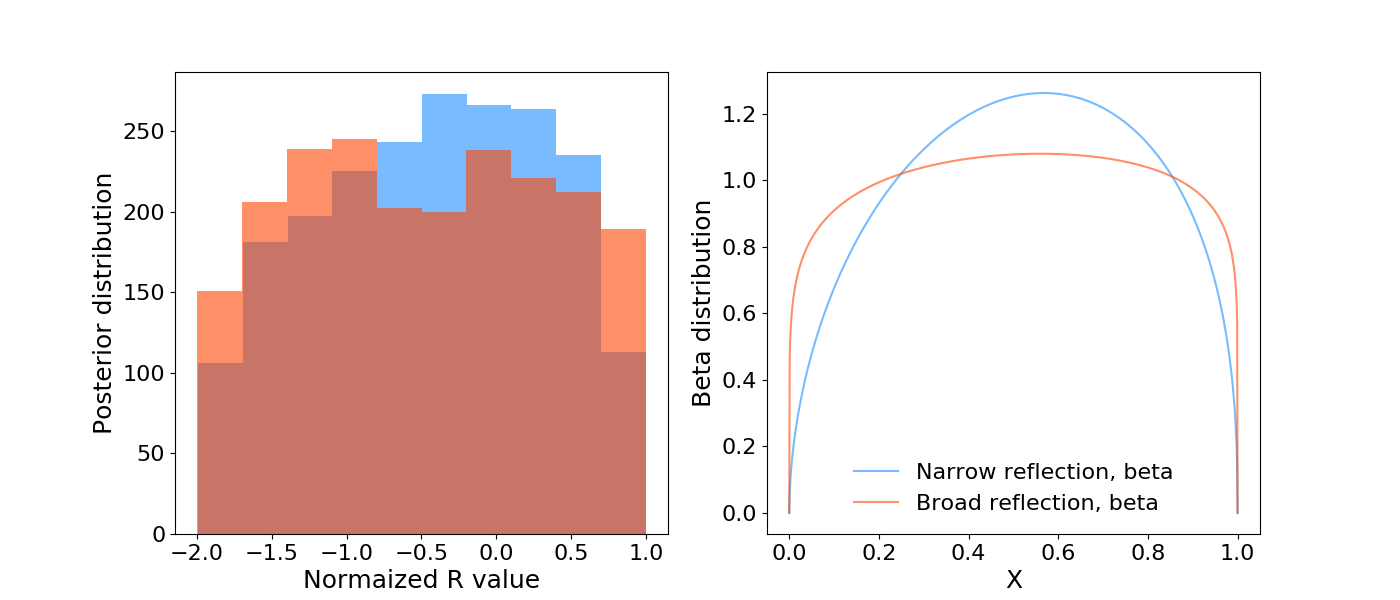 Posterior distribution
250
200
150
100
50
0
−2.0 −1.5 −1.0 −0.5 0.0 0.5 1.0
Normaized R value
Beta distribution
1.2
1.0
0.8
0.6
0.4
0.2
0.0
Narrow reflection, beta
Broad reflection, beta
0.0 0.2 0.4 0.6 0.8 1.0
X